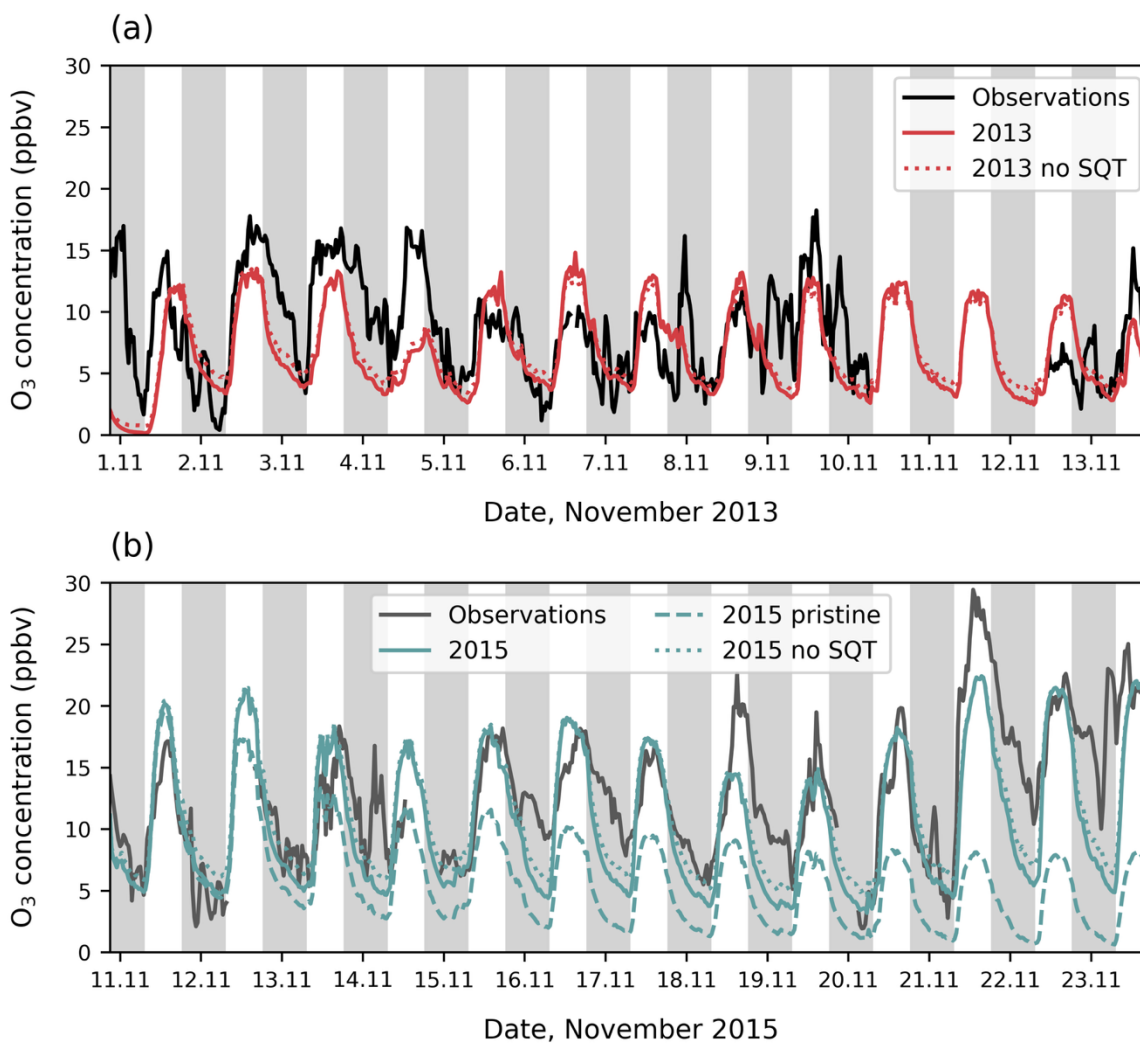 (a)
O₃ concentration (ppbv)
30
25
20
15
10
5
0
Observations
2013
2013 no SQT
1.11 2.11 3.11 4.11 5.11 6.11 7.11 8.11 9.11 10.11 11.11 12.11 13.11
Date, November 2013
(b)
O₃ concentration (ppbv)
30
25
20
15
10
5
0
Observations
2015
2015 pristine
2015 no SQT
11.11 12.11 13.11 14.11 15.11 16.11 17.11 18.11 19.11 20.11 21.11 22.11 23.11
Date, November 2015